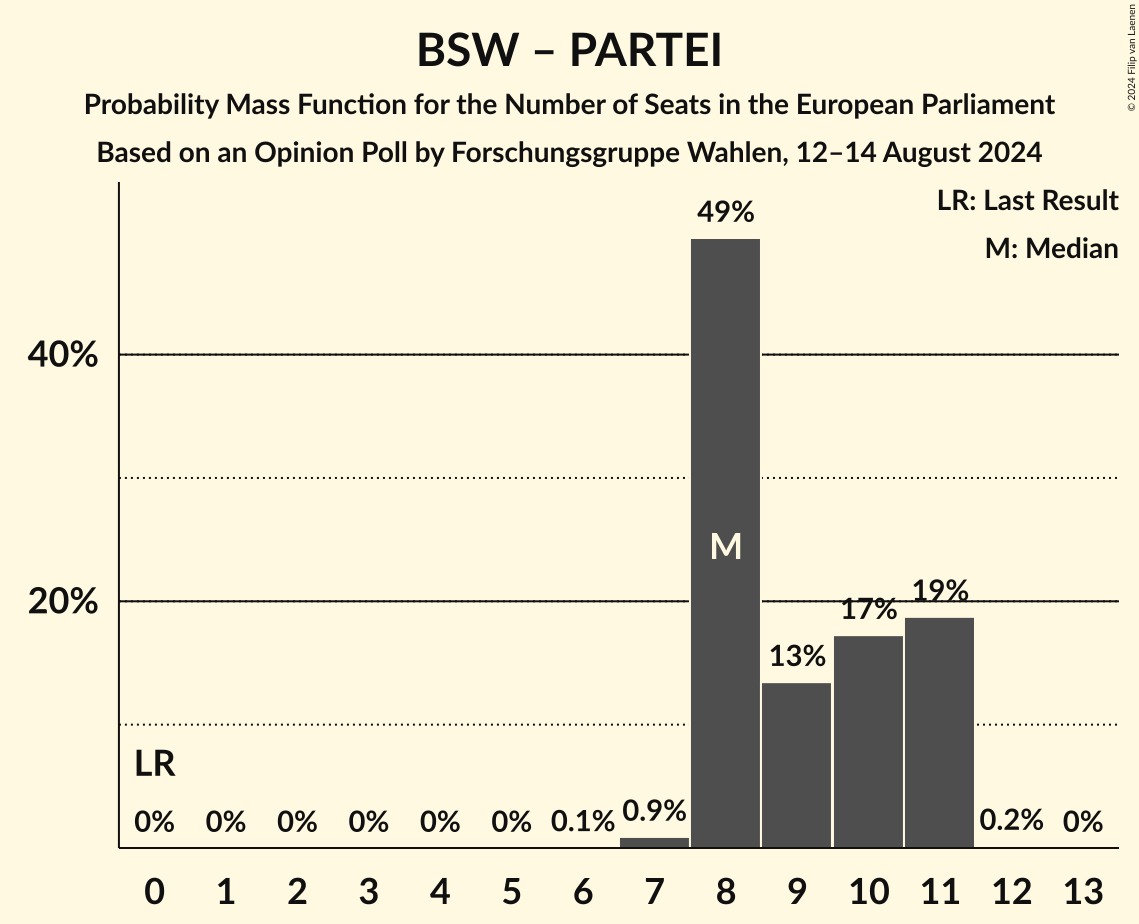 BSW – PARTEI
Probability Mass Function for the Number of Seats in the European Parliament
Based on an Opinion Poll by Forschungsgruppe Wahlen, 12–14 August 2024
© 2024 Filip van Laenen
LR: Last Result
M: Median
49%
40%
M
20%
19%
17%
13%
LR
0% 0% 0% 0% 0% 0% 0.1% 0.9% 0.2% 0%
0 1 2 3 4 5 6 7 8 9 10 11 12 13